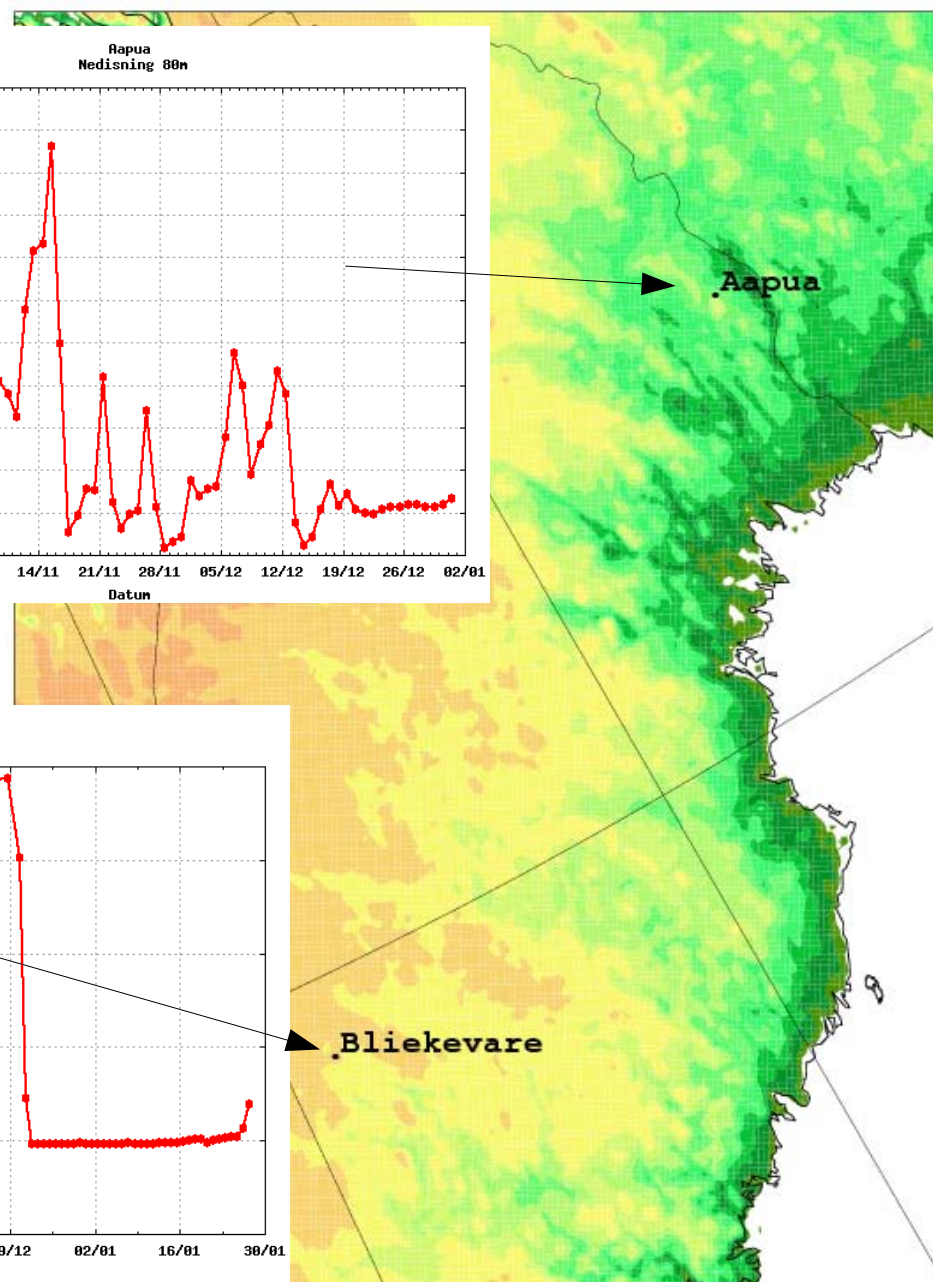 Aapua
Nedisning 80m
14/11 21/11 28/11 05/12 12/12 19/12 26/12 02/01
Datum
Aapua
Bliekevare
9/12 02/01 16/01 30/01